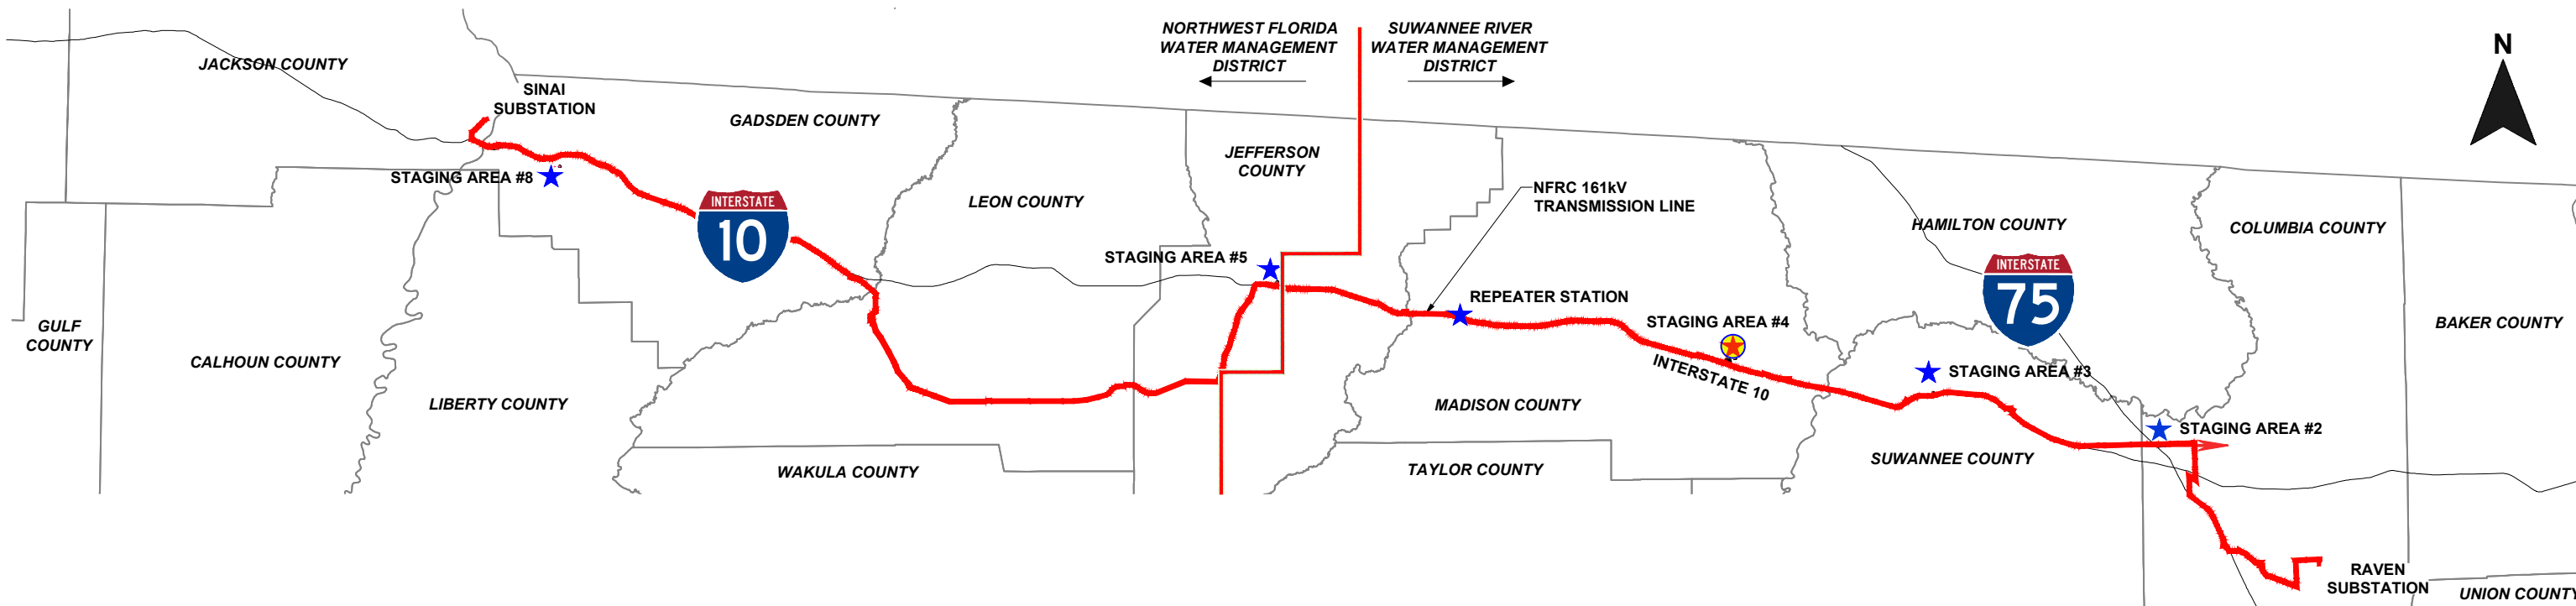 NORTHWEST FLORIDA
WATER MANAGEMENT
DISTRICT
SUWANNEE RIVER
WATER MANAGEMENT
DISTRICT
N
JACKSON COUNTY
SINAI
SUBSTATION
GADSDEN COUNTY
JEFFERSON
COUNTY
STAGING AREA #8
INTERSTATE
10
LEON COUNTY
NFRC 161kV
TRANSMISSION LINE
HAMILTON COUNTY
COLUMBIA COUNTY
STAGING AREA #5
INTERSTATE
75
REPEATER STATION
STAGING AREA #4
GULF
COUNTY
BAKER COUNTY
CALHOUN COUNTY
INTERSTATE 10
STAGING AREA #3
LIBERTY COUNTY
MADISON COUNTY
STAGING AREA #2
WAKULA COUNTY
TAYLOR COUNTY
SUWANNEE COUNTY
RAVEN
SUBSTATION
UNION COUNTY